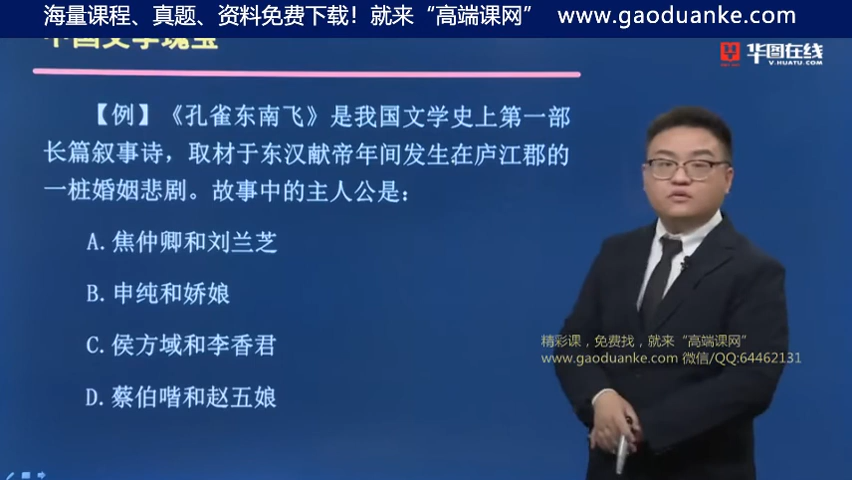 海量课程、真题、资料免费下载！就来“高端课网” www.gaoduanke.com
中国文学瑰宝
华图在线
V.HUATU.COM
【例】《孔雀东南飞》是我国文学史上第一部
长篇叙事诗，取材于东汉献帝年间发生在庐江郡的
一桩婚姻悲剧。故事中的主人公是：
A.焦仲卿和刘兰芝
B.申纯和娇娘
C.侯方域和李香君
D.蔡伯喈和赵五娘
精彩课，免费找，就来“高端课网”
www.gaoduanke.com 微信/QQ:64462131